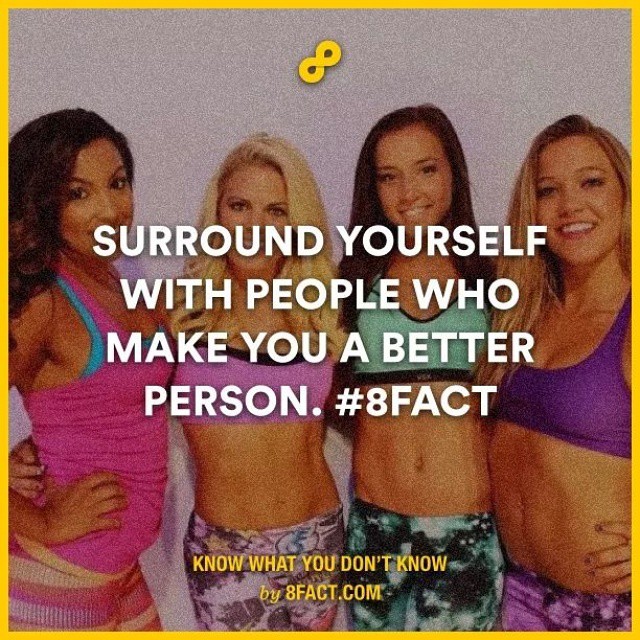 SURROUND YOURSELF
WITH PEOPLE WHO
MAKE YOU A BETTER
PERSON. #8FACT
KNOW WHAT YOU DON'T KNOW
by 8FACT.COM